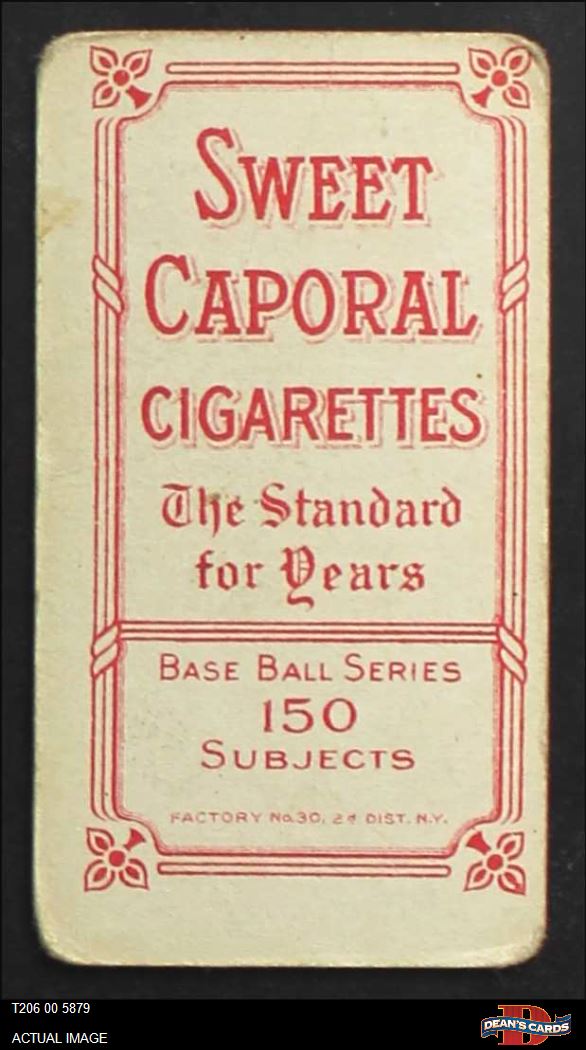 SWEET
CAPORAL
CIGARETTES
The Standard
for Years
BASE BALL SERIES
150
SUBJECTS
FACTORY No.30, 2d DIST. N.Y.
T206 00 5879
ACTUAL IMAGE
D
DEAN'S CARDS